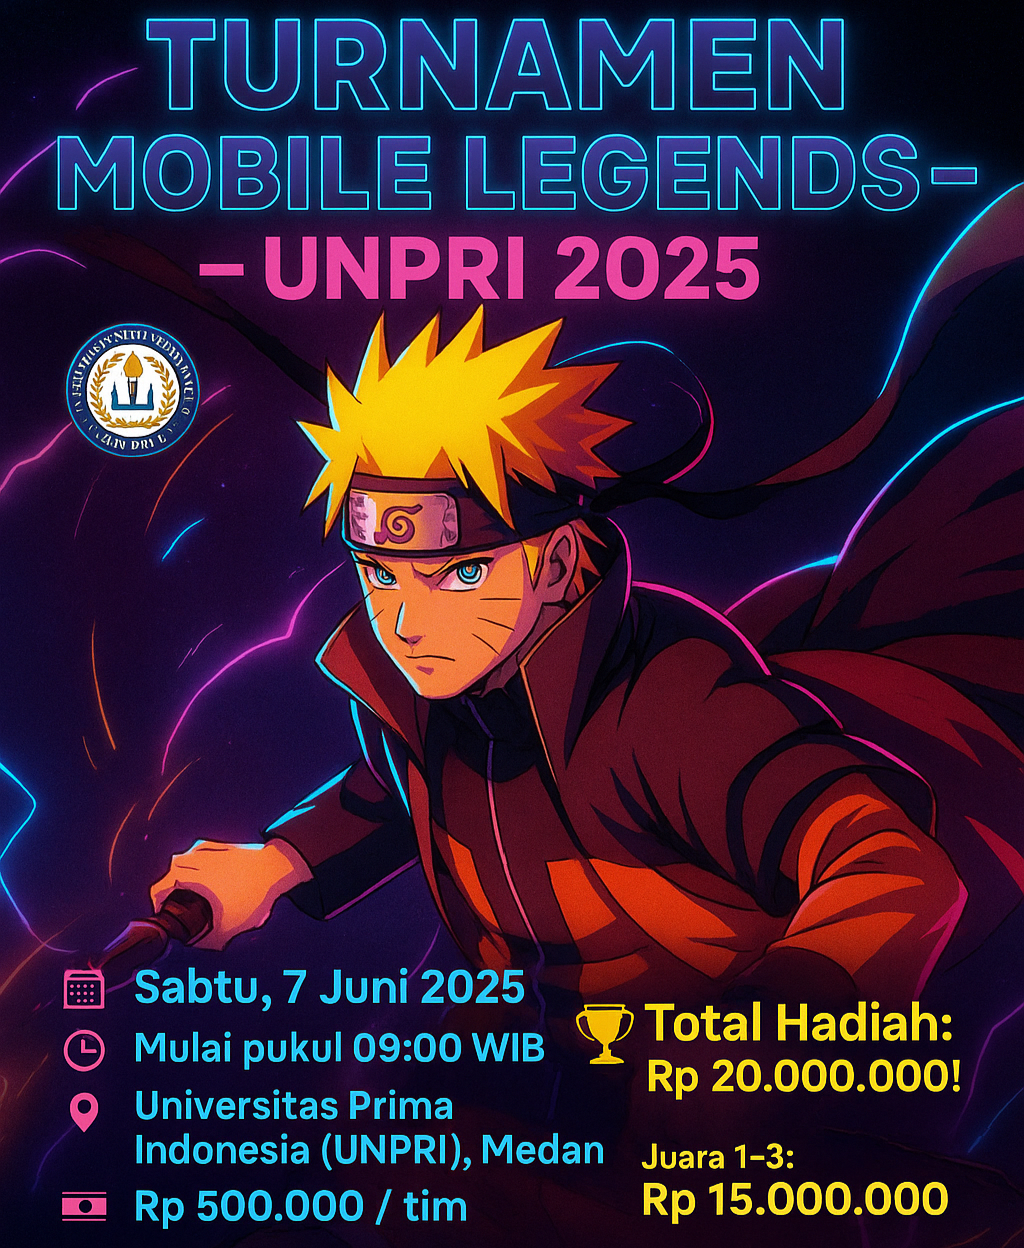 TURNAMEN
MOBILE LEGENDS–
– UNPRI 2025
Sabtu, 7 Juni 2025
Mulai pukul 09:00 WIB
Universitas Prima
Indonesia (UNPRI), Medan
Rp 500.000 / tim
Total Hadiah:
Rp 20.000.000!
Juara 1–3:
Rp 15.000.000